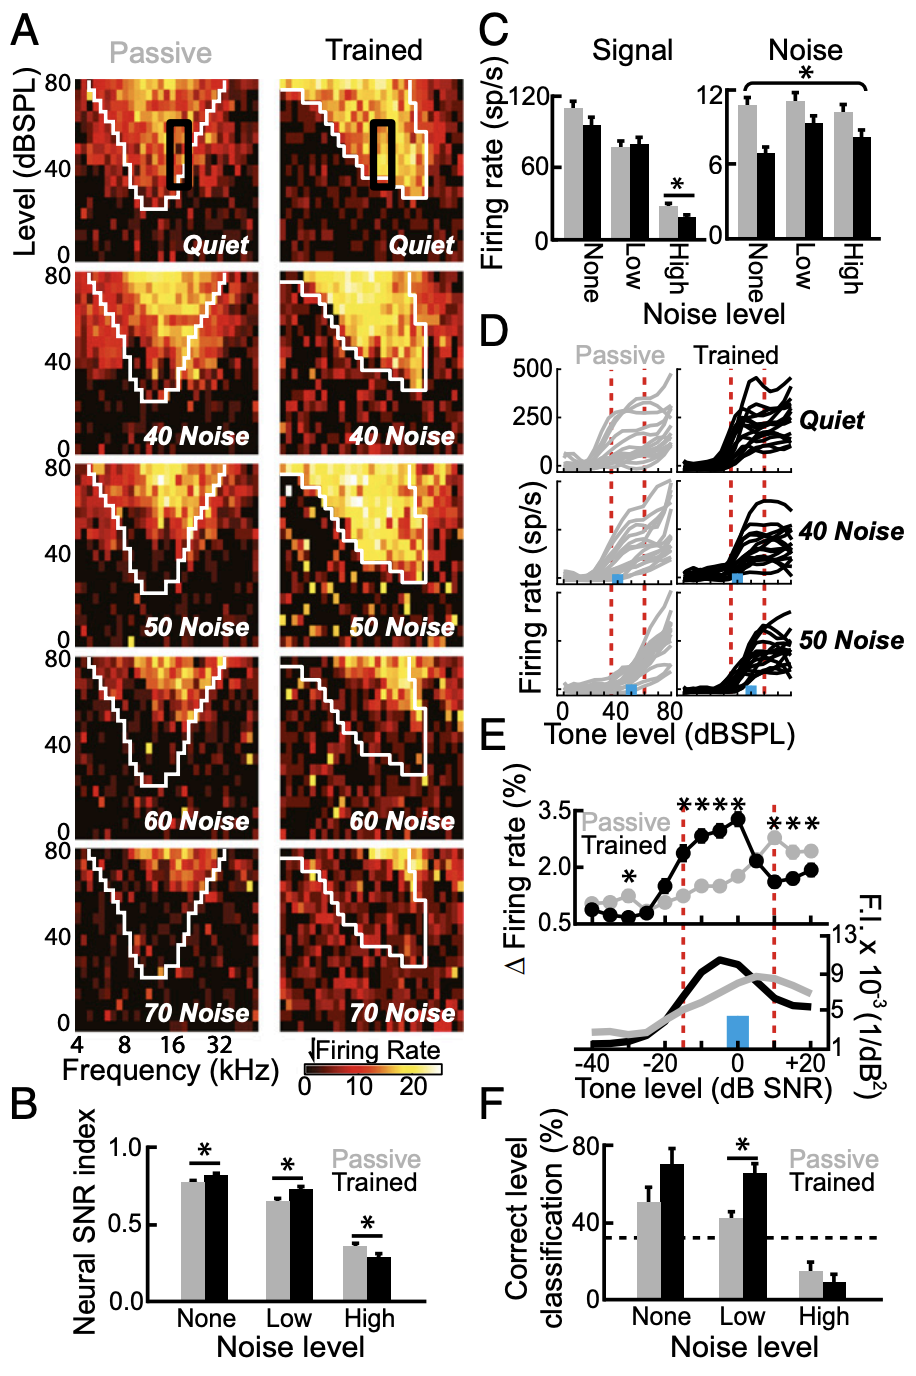 A
Passive
Trained
Level (dBSPL)
80
40
0
Quiet
Quiet
80
40
0
40 Noise
40 Noise
80
40
0
50 Noise
50 Noise
80
40
0
60 Noise
60 Noise
80
40
0
70 Noise
70 Noise
4 8 16 32
Frequency (kHz)
Firing Rate
0 10 20
B
Neural SNR index
1.0
0.5
0.0
*
*
*
Passive
Trained
None Low High
Noise level
C
Signal
Noise
Firing rate (sp/s)
120
60
0
*
12
6
0
*
None
Low
High
None
Low
High
Noise level
D
Passive
Trained
Firing rate (sp/s)
500
250
0
Quiet
40 Noise
50 Noise
0 40 80
Tone level (dBSPL)
E
Δ Firing rate (%)
3.5
2.0
0.5
Passive
Trained
*
****
***
F.I. x 10-3 (1/dB2)
13
9
5
1
-40 -20 0 +20
Tone level (dB SNR)
F
Correct level
classification (%)
80
40
0
*
Passive
Trained
None Low High
Noise level